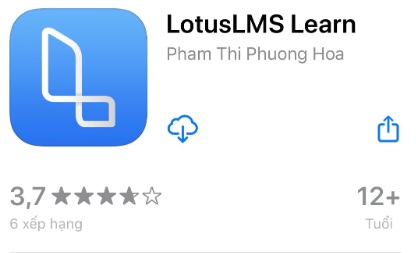 LotusLMS Learn
Pham Thi Phuong Hoa
3,7
12+
6 xếp hạng
Tuổi